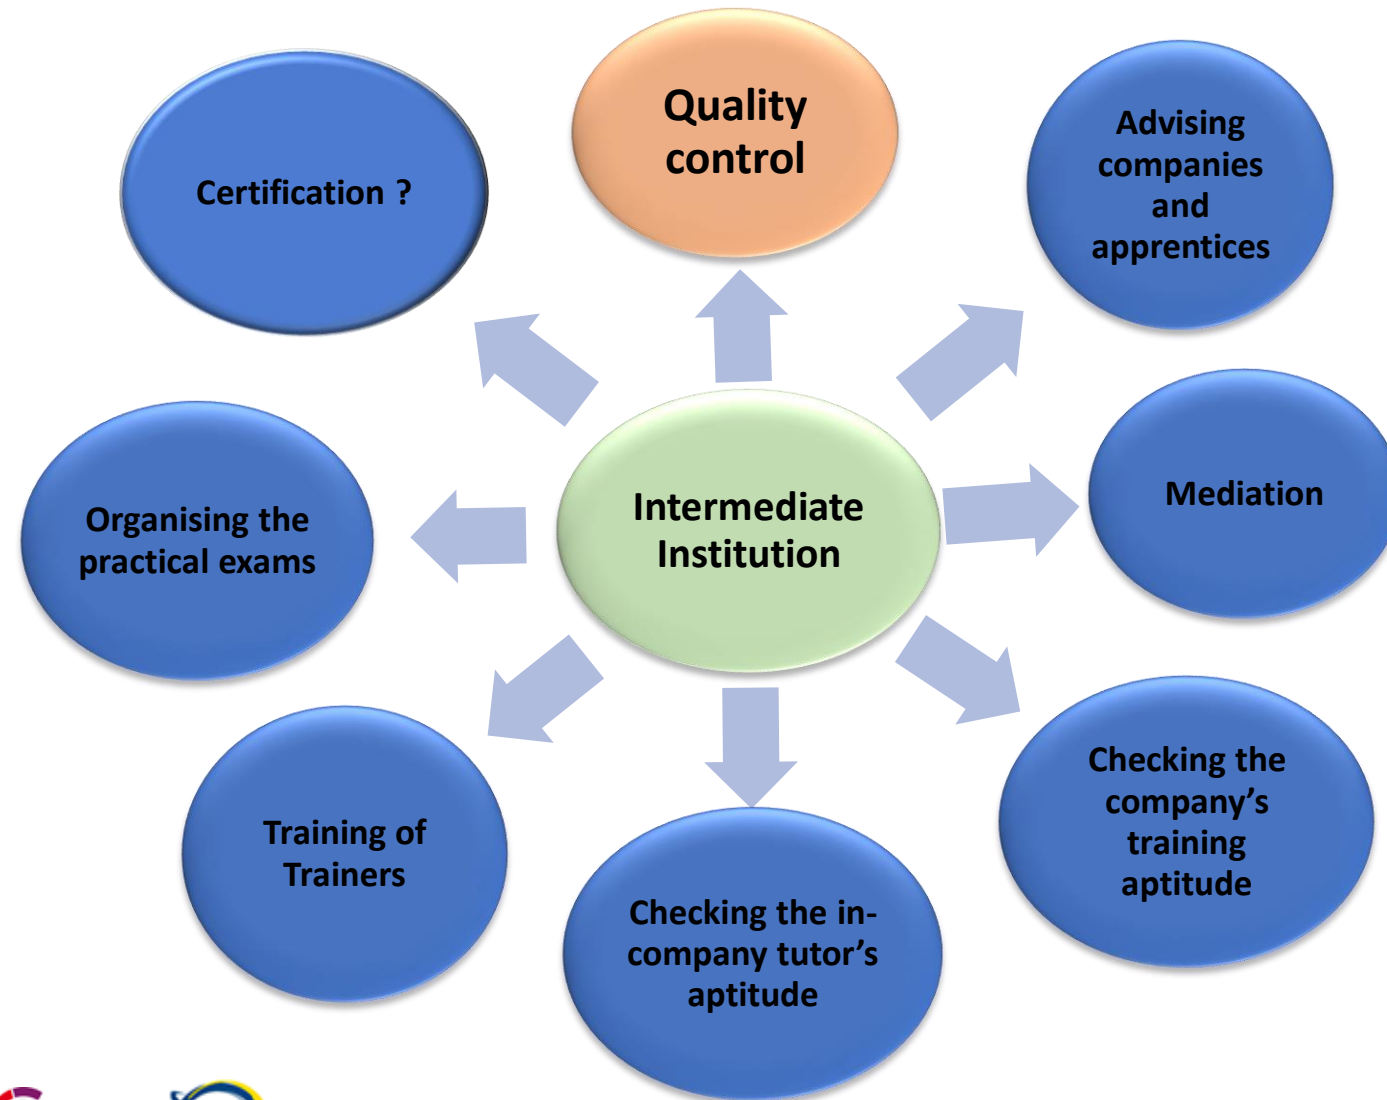 Quality
control
Advising
companies
and
apprentices
Certification ?
Mediation
Intermediate
Institution
Organising the
practical exams
Checking the
company’s
training
aptitude
Training of
Trainers
Checking the in-
company tutor’s
aptitude